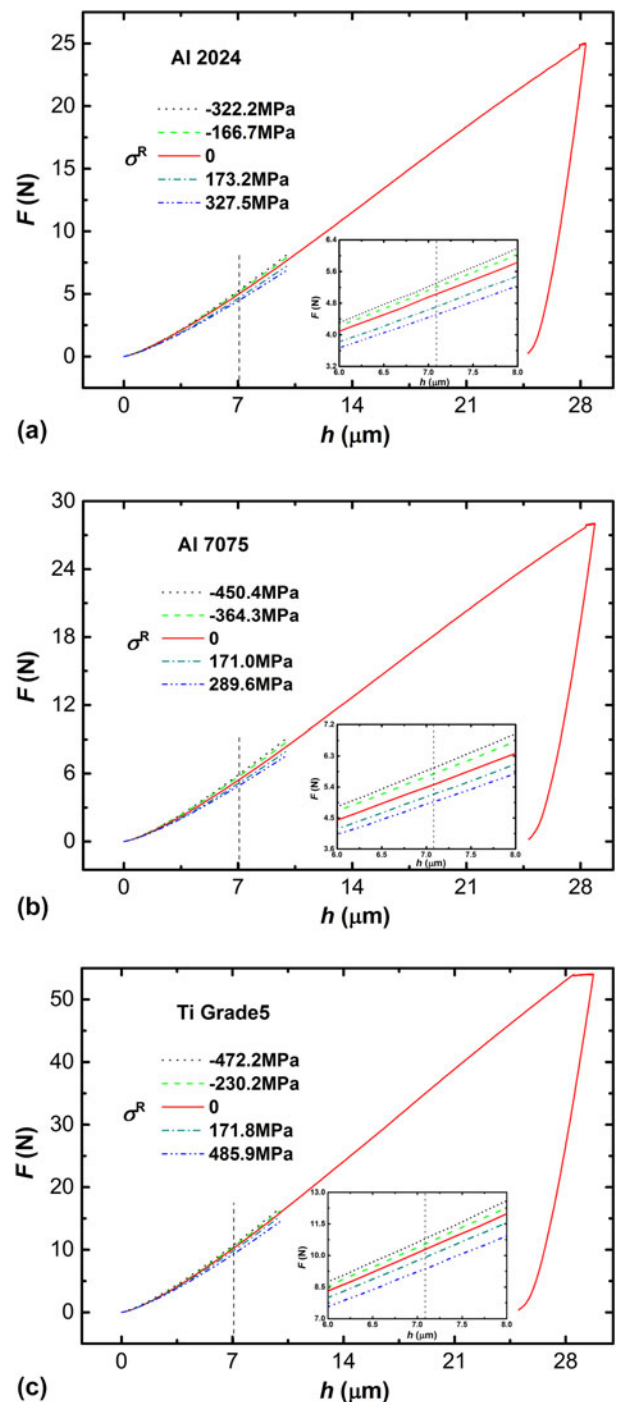 25
20
15
10
5
0
F (N)
Al 2024
-322.2MPa
-166.7MPa
σᴿ 0
173.2MPa
327.5MPa
6.4
5.6
4.8
4.0
3.2
F (N)
6.0 6.5 7.0 7.5 8.0
h (μm)
0 7 14 21 28
h (μm)
(a)
30
24
18
12
6
0
F (N)
Al 7075
-450.4MPa
-364.3MPa
σᴿ 0
171.0MPa
289.6MPa
7.2
6.3
5.4
4.5
3.6
F (N)
6.0 6.5 7.0 7.5 8.0
h (μm)
0 7 14 21 28
h (μm)
(b)
50
40
30
20
10
0
F (N)
Ti Grade5
-472.2MPa
-230.2MPa
σᴿ 0
171.8MPa
485.9MPa
13.0
11.5
10.0
8.5
7.0
F (N)
6.0 6.5 7.0 7.5 8.0
h (μm)
0 7 14 21 28
h (μm)
(c)